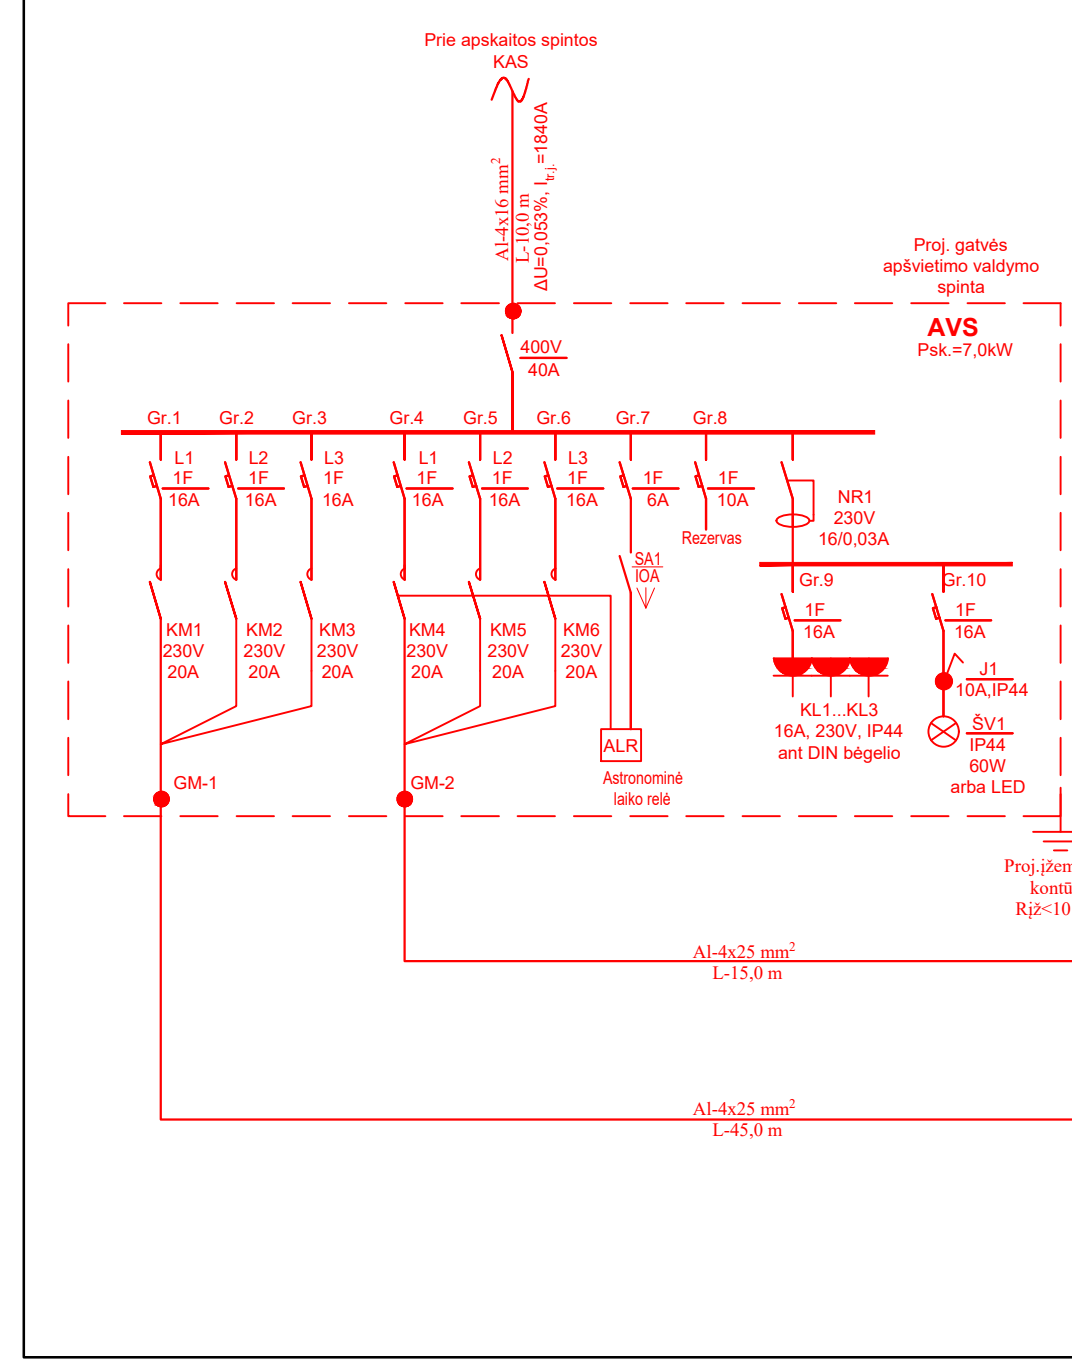 Prie apskaitos spintos
KAS
Al-4x16 mm²
L-10,0 m
ΔU=0,053%, Itr.j.=1840A
Proj. gatvės
apšvietimo valdymo
spinta
AVS
Psk.=7,0kW
400V
40A
Gr.1
Gr.2
Gr.3
Gr.4
Gr.5
Gr.6
Gr.7
Gr.8
L1
1F
16A
L2
1F
16A
L3
1F
16A
L1
1F
16A
L2
1F
16A
L3
1F
16A
1F
6A
1F
10A
Rezervas
NR1
230V
16/0,03A
SA1
IOA
Gr.9
Gr.10
1F
16A
1F
16A
KM1
230V
20A
KM2
230V
20A
KM3
230V
20A
KM4
230V
20A
KM5
230V
20A
KM6
230V
20A
J1
10A,IP44
KL1...KL3
16A, 230V, IP44
ant DIN bėgelio
ŠV1
IP44
60W
arba LED
ALR
Astronominė
laiko relė
GM-1
GM-2
Proj.įžem
kontū
Rįž<10
Al-4x25 mm²
L-15,0 m
Al-4x25 mm²
L-45,0 m